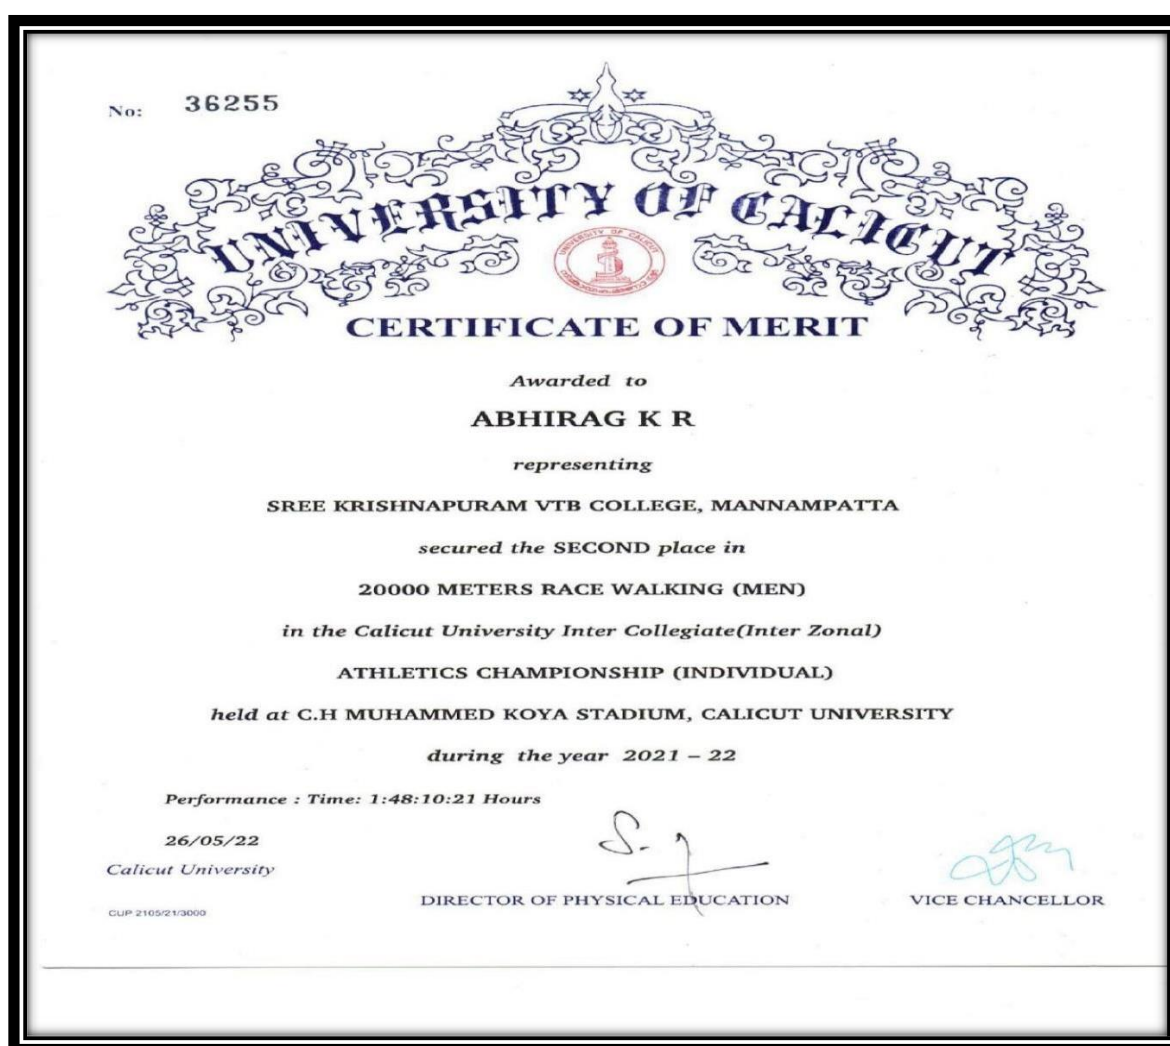 No: 36255
UNIVERSITY OF CALICUT
UNIVERSITY OF CALICUT
CERTIFICATE OF MERIT
Awarded to
ABHIRAG K R
representing
SREE KRISHNAPURAM VTB COLLEGE, MANNAMPATTA
secured the SECOND place in
20000 METERS RACE WALKING (MEN)
in the Calicut University Inter Collegiate(Inter Zonal)
ATHLETICS CHAMPIONSHIP (INDIVIDUAL)
held at C.H MUHAMMED KOYA STADIUM, CALICUT UNIVERSITY
during the year 2021 – 22
Performance : Time: 1:48:10:21 Hours
26/05/22
Calicut University
DIRECTOR OF PHYSICAL EDUCATION
VICE CHANCELLOR
CUP 2105/21/3000